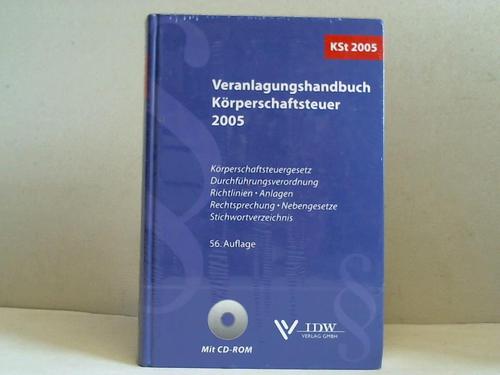 KSt 2005
Veranlagungshandbuch
Körperschaftsteuer
2005
Körperschaftsteuergesetz
Durchführungsverordnung
Richtlinien • Anlagen
Rechtsprechung • Nebengesetze
Stichwortverzeichnis
56. Auflage
Mit CD-ROM
IDW
VERLAG GMBH